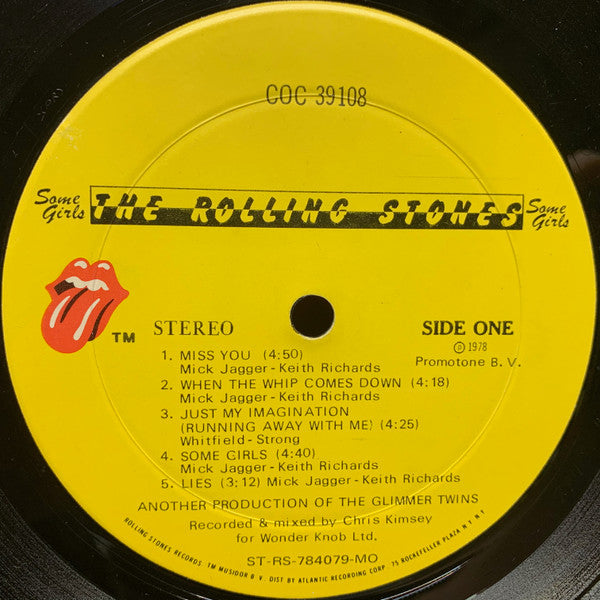 COC 39108
Some Girls THE ROLLING STONES Some Girls
TM
STEREO
SIDE ONE
℗ 1978
Promotone B.V.
1. MISS YOU (4:50)
Mick Jagger-Keith Richards
2. WHEN THE WHIP COMES DOWN (4:18)
Mick Jagger-Keith Richards
3. JUST MY IMAGINATION
(RUNNING AWAY WITH ME) (4:25)
Whitfield-Strong
4. SOME GIRLS (4:40)
Mick Jagger-Keith Richards
5. LIES (3:12) Mick Jagger-Keith Richards
ANOTHER PRODUCTION OF THE GLIMMER TWINS
Recorded & mixed by Chris Kimsey
for Wonder Knob Ltd.
ST-RS-784079-MO
ROLLING STONES RECORDS. TM MUSIDOR B.V. DIST BY ATLANTIC RECORDING CORP. 75 ROCKEFELLER PLAZA N.Y. N.Y.